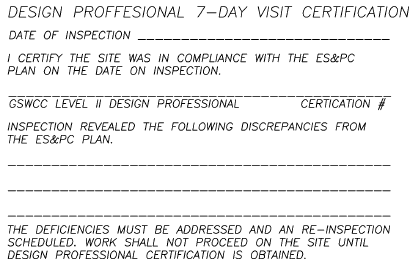 DESIGN PROFFESIONAL 7-DAY VISIT CERTIFICATION
DATE OF INSPECTION ____________________________
I CERTIFY THE SITE WAS IN COMPLIANCE WITH THE ES&PC
PLAN ON THE DATE ON INSPECTION.
GSWCC LEVEL II DESIGN PROFESSIONAL CERTICATION #
INSPECTION REVEALED THE FOLLOWING DISCREPANCIES FROM
THE ES&PC PLAN.
THE DEFICIENCIES MUST BE ADDRESSED AND AN RE-INSPECTION
SCHEDULED. WORK SHALL NOT PROCEED ON THE SITE UNTIL
DESIGN PROFESSIONAL CERTIFICATION IS OBTAINED.